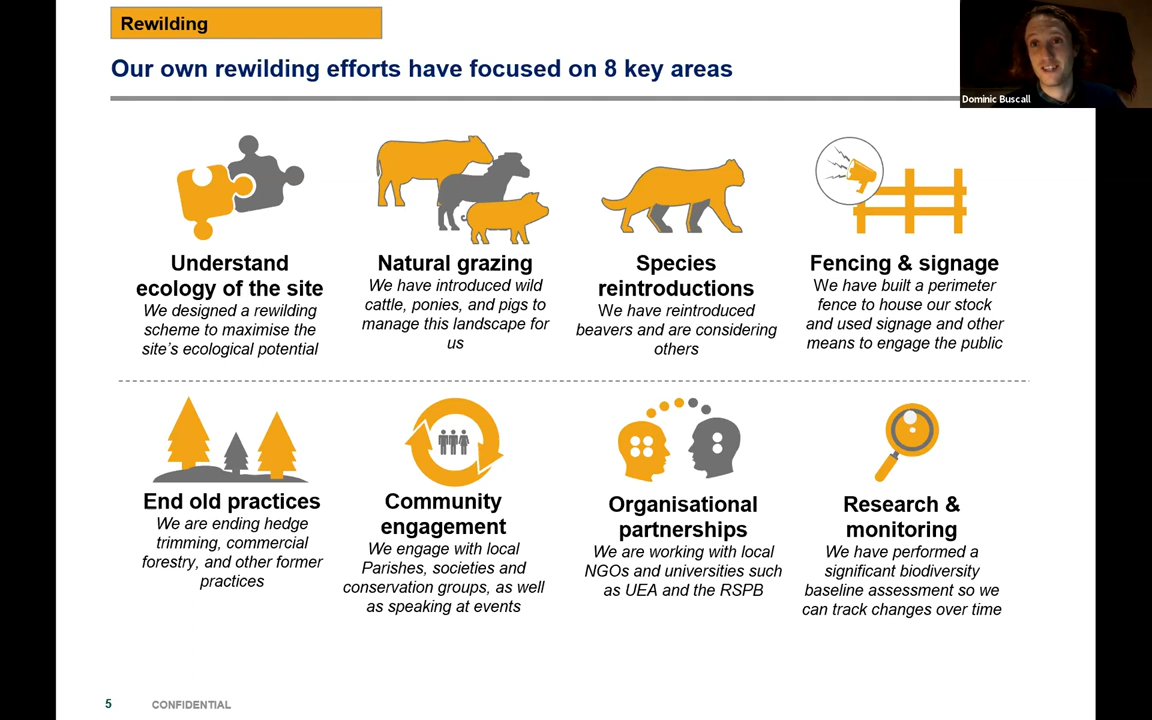 Rewilding
Our own rewilding efforts have focused on 8 key areas
Dominic Buscall
Understand
ecology of the site
We designed a rewilding
scheme to maximise the
site's ecological potential
Natural grazing
We have introduced wild
cattle, ponies, and pigs to
manage this landscape for
us
Species
reintroductions
We have reintroduced
beavers and are considering
others
Fencing & signage
We have built a perimeter
fence to house our stock
and used signage and other
means to engage the public
End old practices
We are ending hedge
trimming, commercial
forestry, and other former
practices
Community
engagement
We engage with local
Parishes, societies and
conservation groups, as well
as speaking at events
Organisational
partnerships
We are working with local
NGOs and universities such
as UEA and the RSPB
Research &
monitoring
We have performed a
significant biodiversity
baseline assessment so we
can track changes over time
5 CONFIDENTIAL